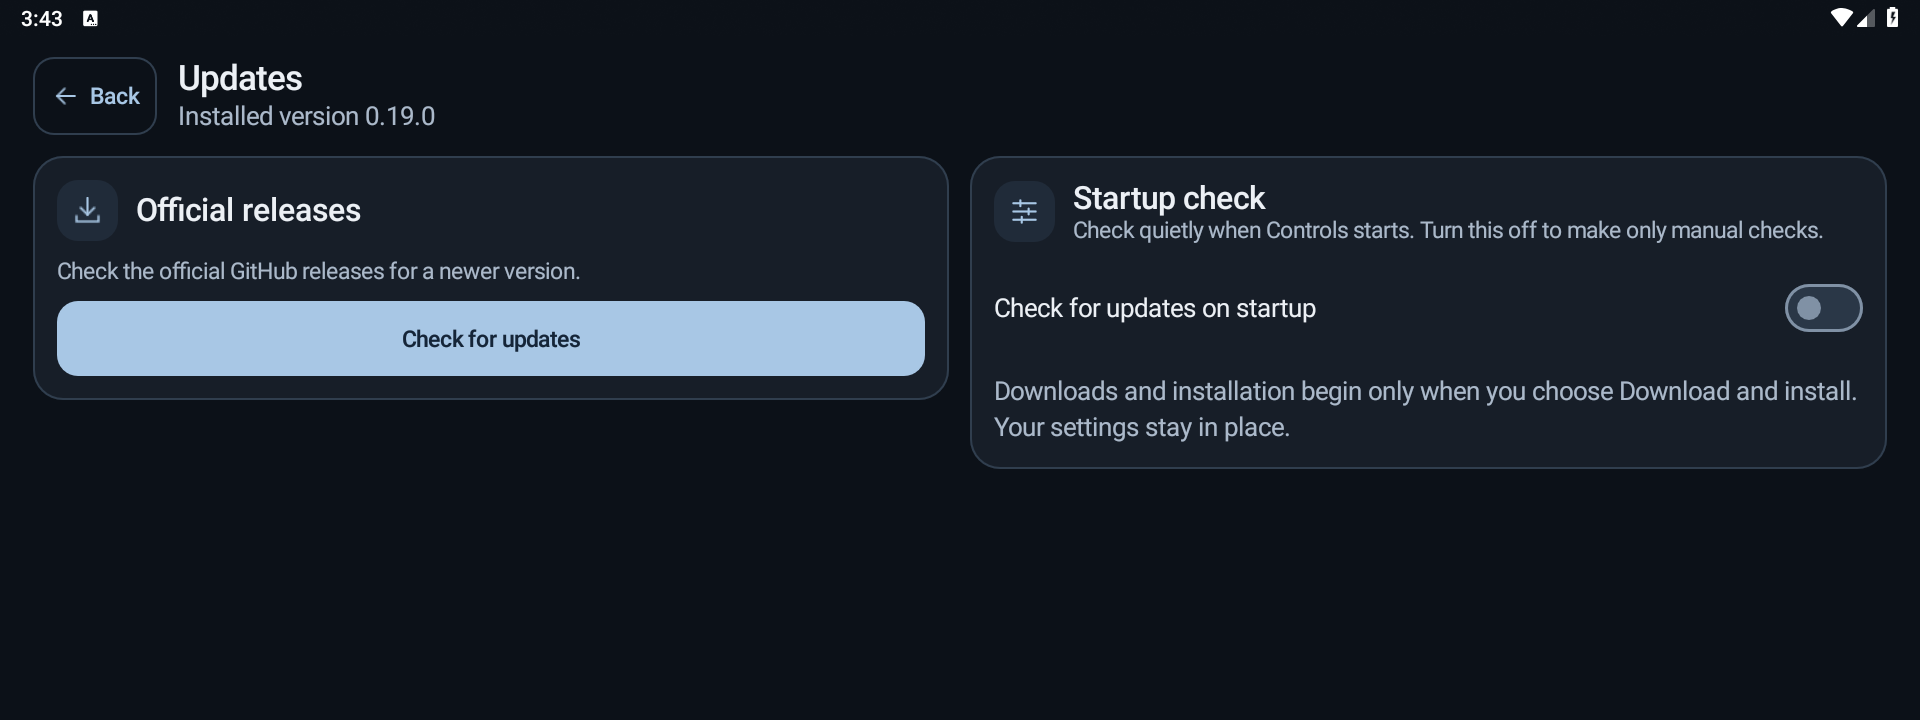 3:43
Back
Updates
Installed version 0.19.0
Official releases
Check the official GitHub releases for a newer version.
Check for updates
Startup check
Check quietly when Controls starts. Turn this off to make only manual checks.
Check for updates on startup
Downloads and installation begin only when you choose Download and install.
Your settings stay in place.